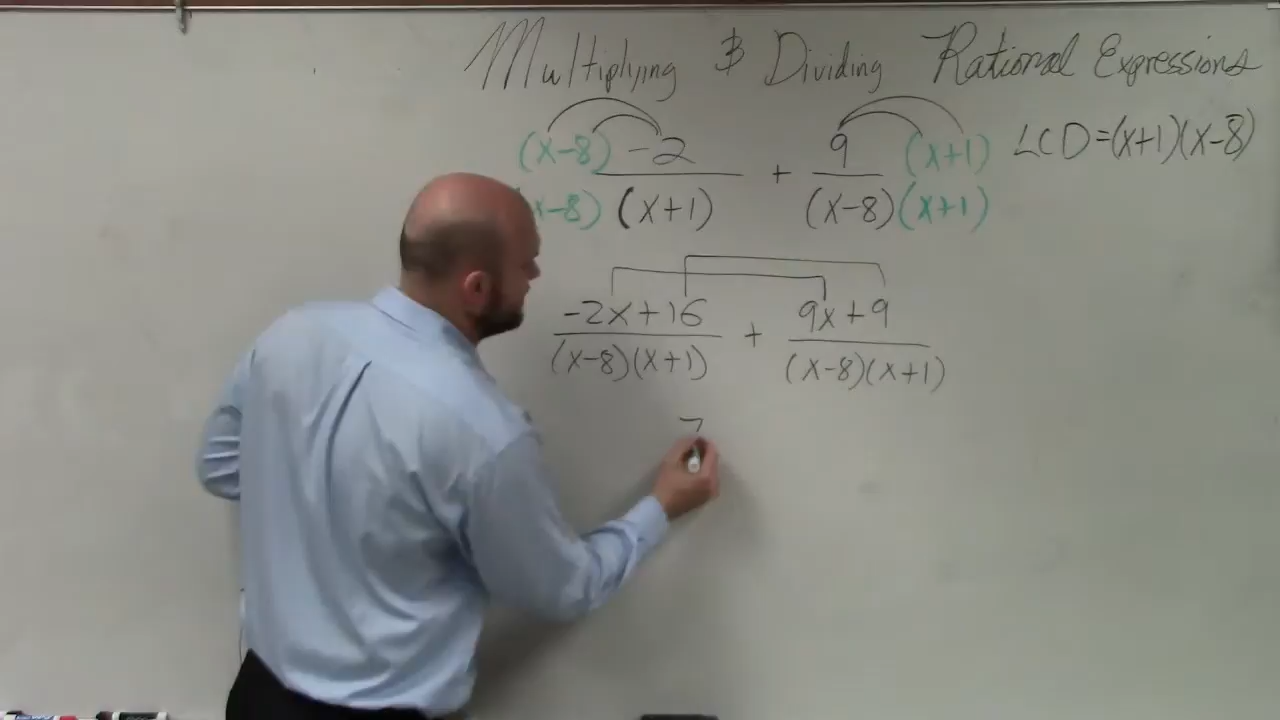 Multiplying & Dividing Rational Expressions
(x-8) -2 + 9 (x+1) LCD=(x+1)(x-8)
x-8) (x+1) (x-8)(x+1)
-2x+16 + 9x+9
(x-8)(x+1) (x-8)(x+1)
7